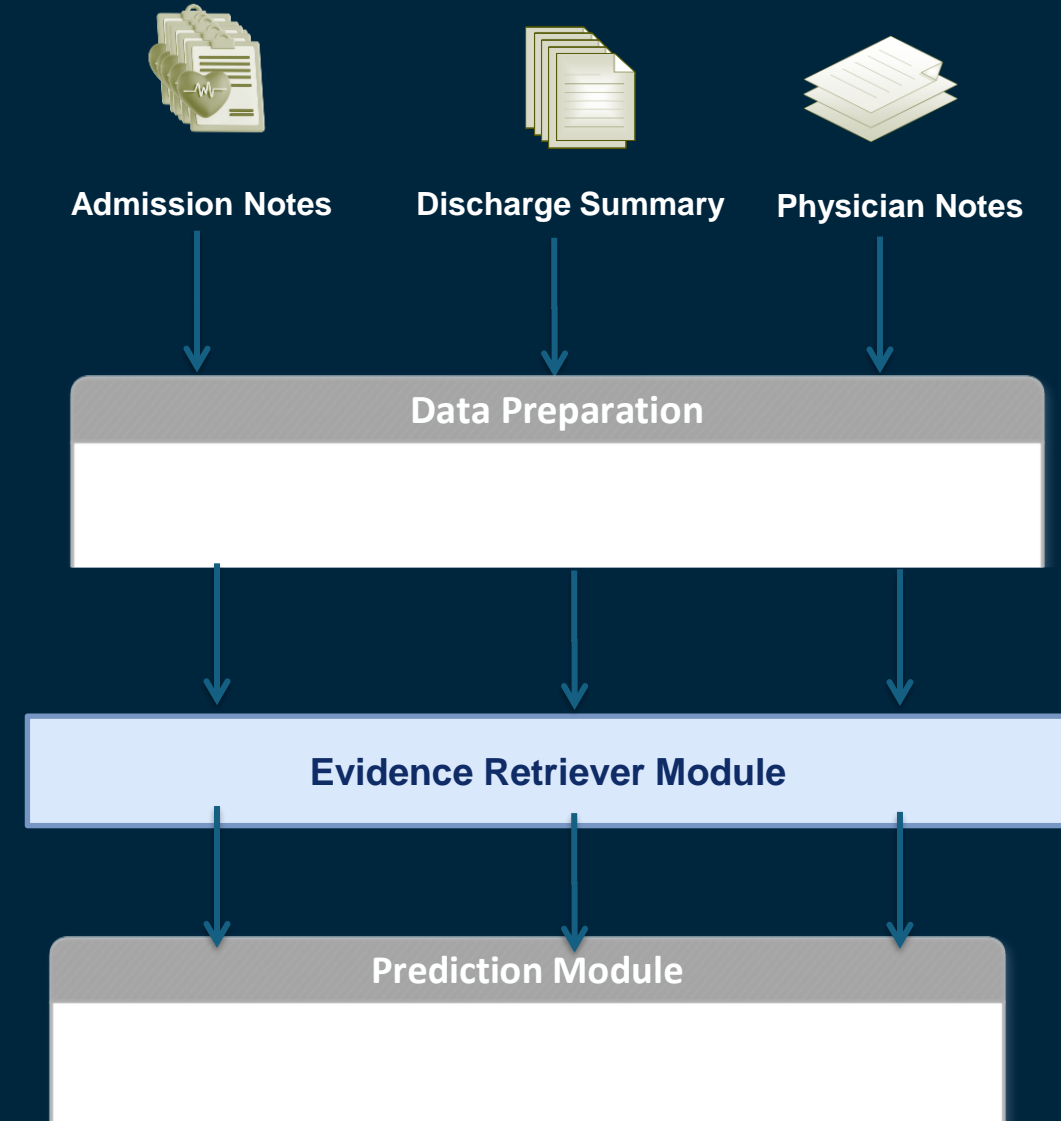 Admission Notes
Discharge Summary
Physician Notes
Data Preparation
Evidence Retriever Module
Prediction Module